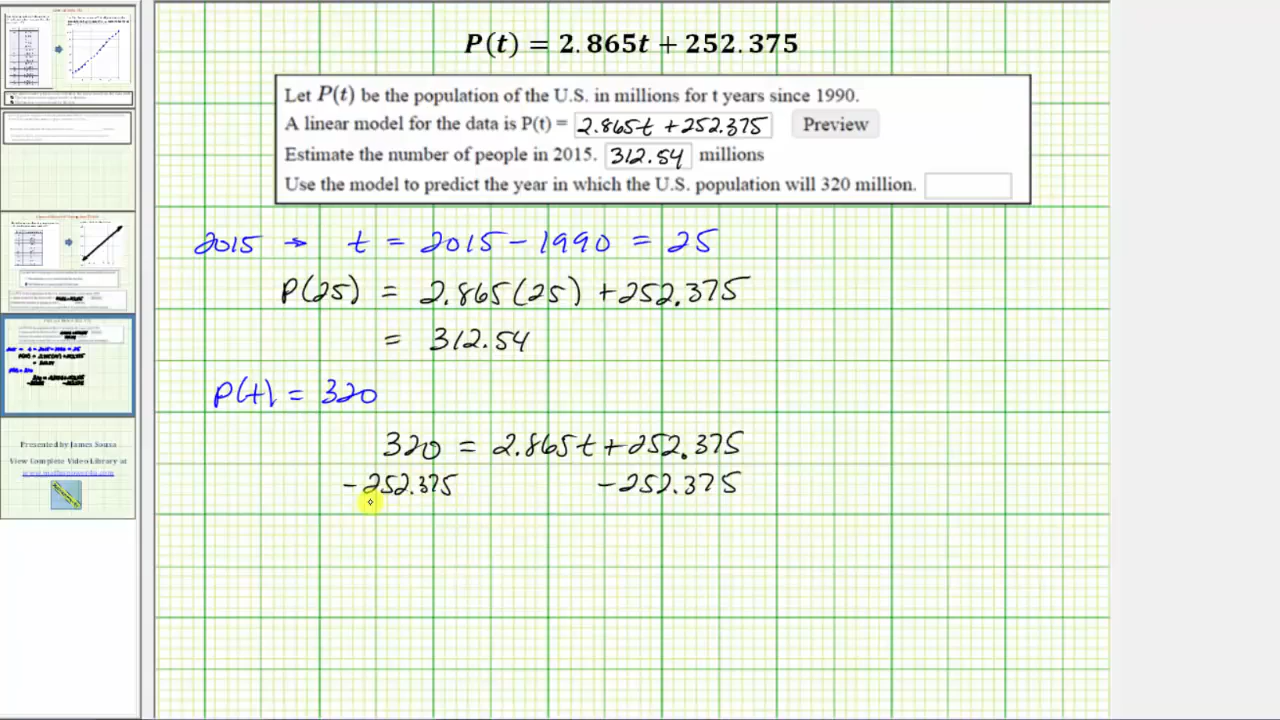 P(t) = 2.865t + 252.375
Let P(t) be the population of the U.S. in millions for t years since 1990.
A linear model for the data is P(t) = 2.865t + 252.375 Preview
Estimate the number of people in 2015. 312.54 millions
Use the model to predict the year in which the U.S. population will 320 million.
2015 → t = 2015 - 1990 = 25
P(25) = 2.865(25) + 252.375
= 312.54
P(t) = 320
320 = 2.865t + 252.375
-252.375 -252.375
Presented by James Sousa
View Complete Video Library at